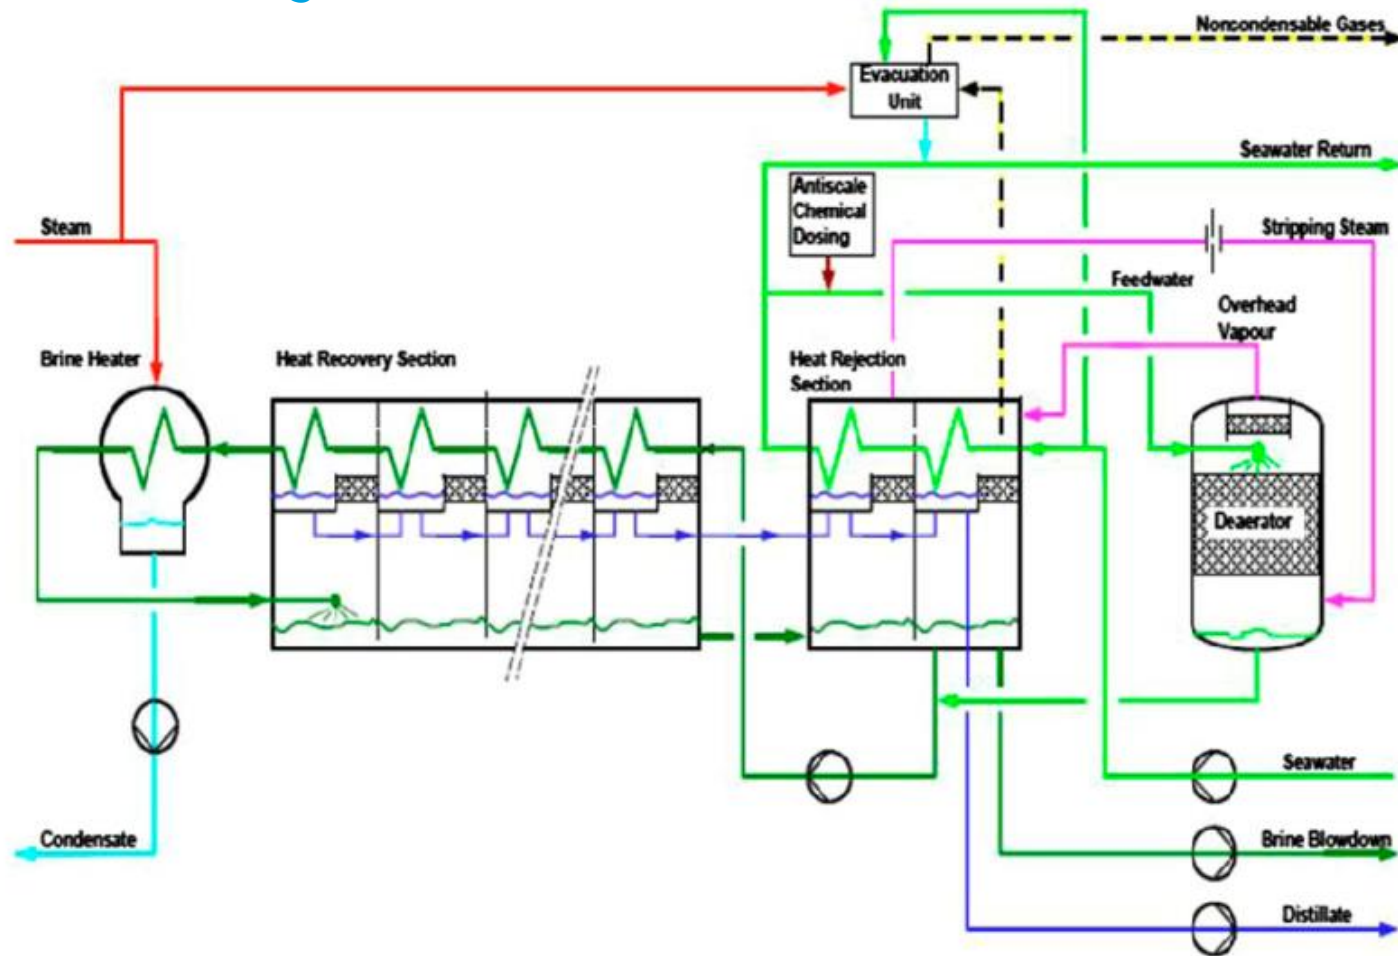 Noncondensable Gases
Evacuation
Unit
Seawater Return
Antiscale
Chemical
Dosing
Steam
Stripping Steam
Feedwater
Overhead
Vapour
Brine Heater
Heat Recovery Section
Heat Rejection
Section
Deaerator
Seawater
Condensate
Brine Blowdown
Distillate